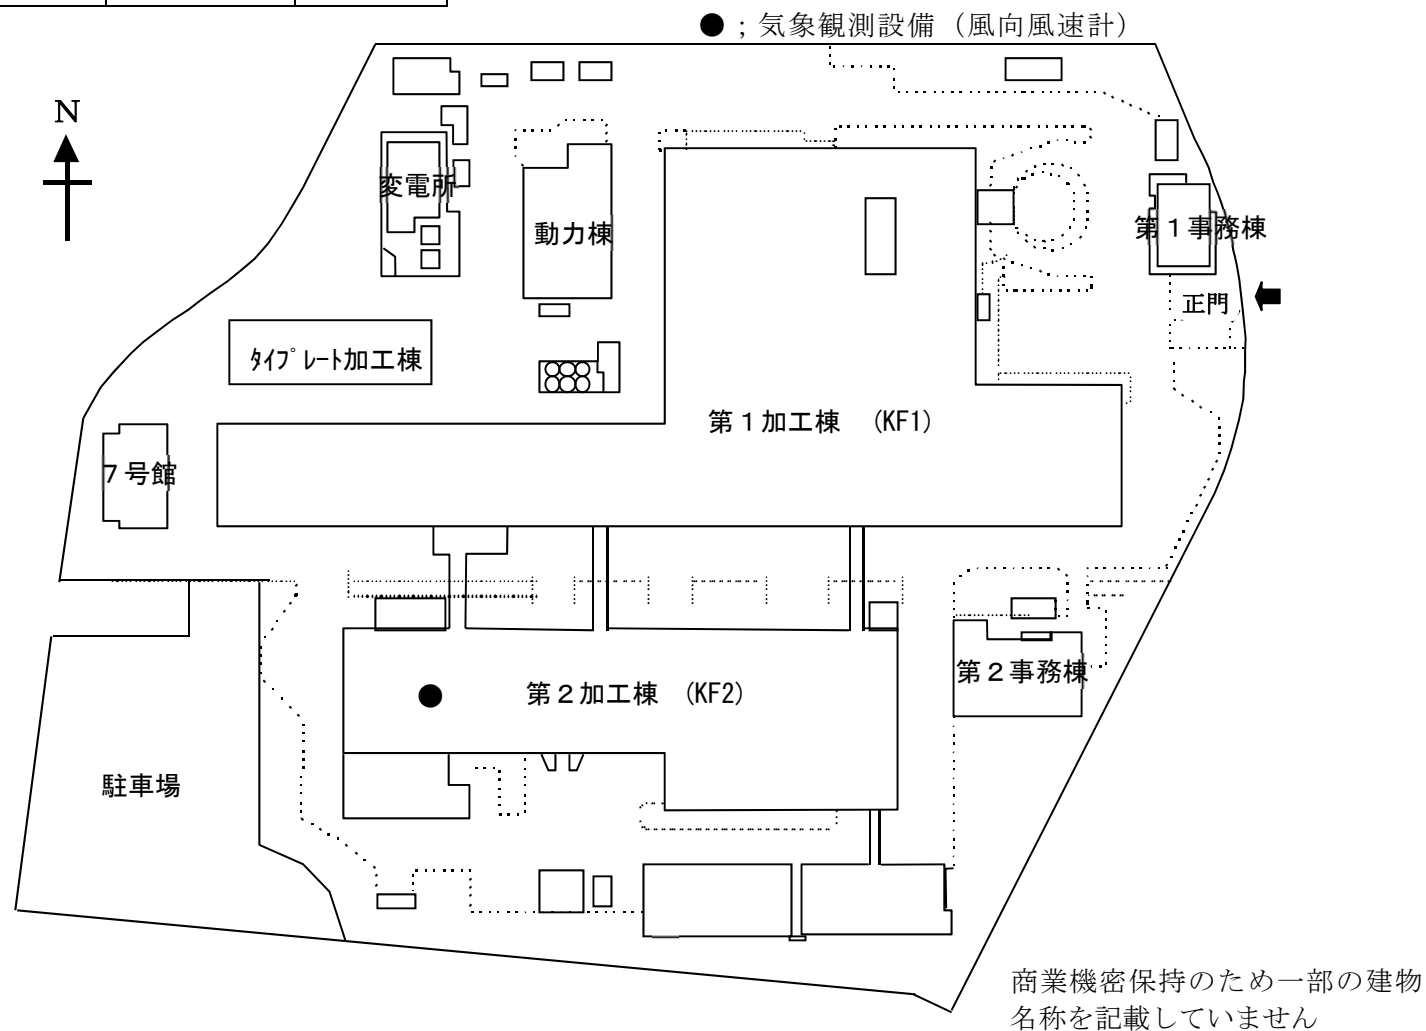 ● ; 気象観測設備（風向風速計）
N
変電所
動力棟
第１事務棟
正門
ﾀｲﾌﾟﾚｰﾄ加工棟
第１加工棟　(KF1)
７号館
第２事務棟
第２加工棟　(KF2)
駐車場
商業機密保持のため一部の建物
名称を記載していません